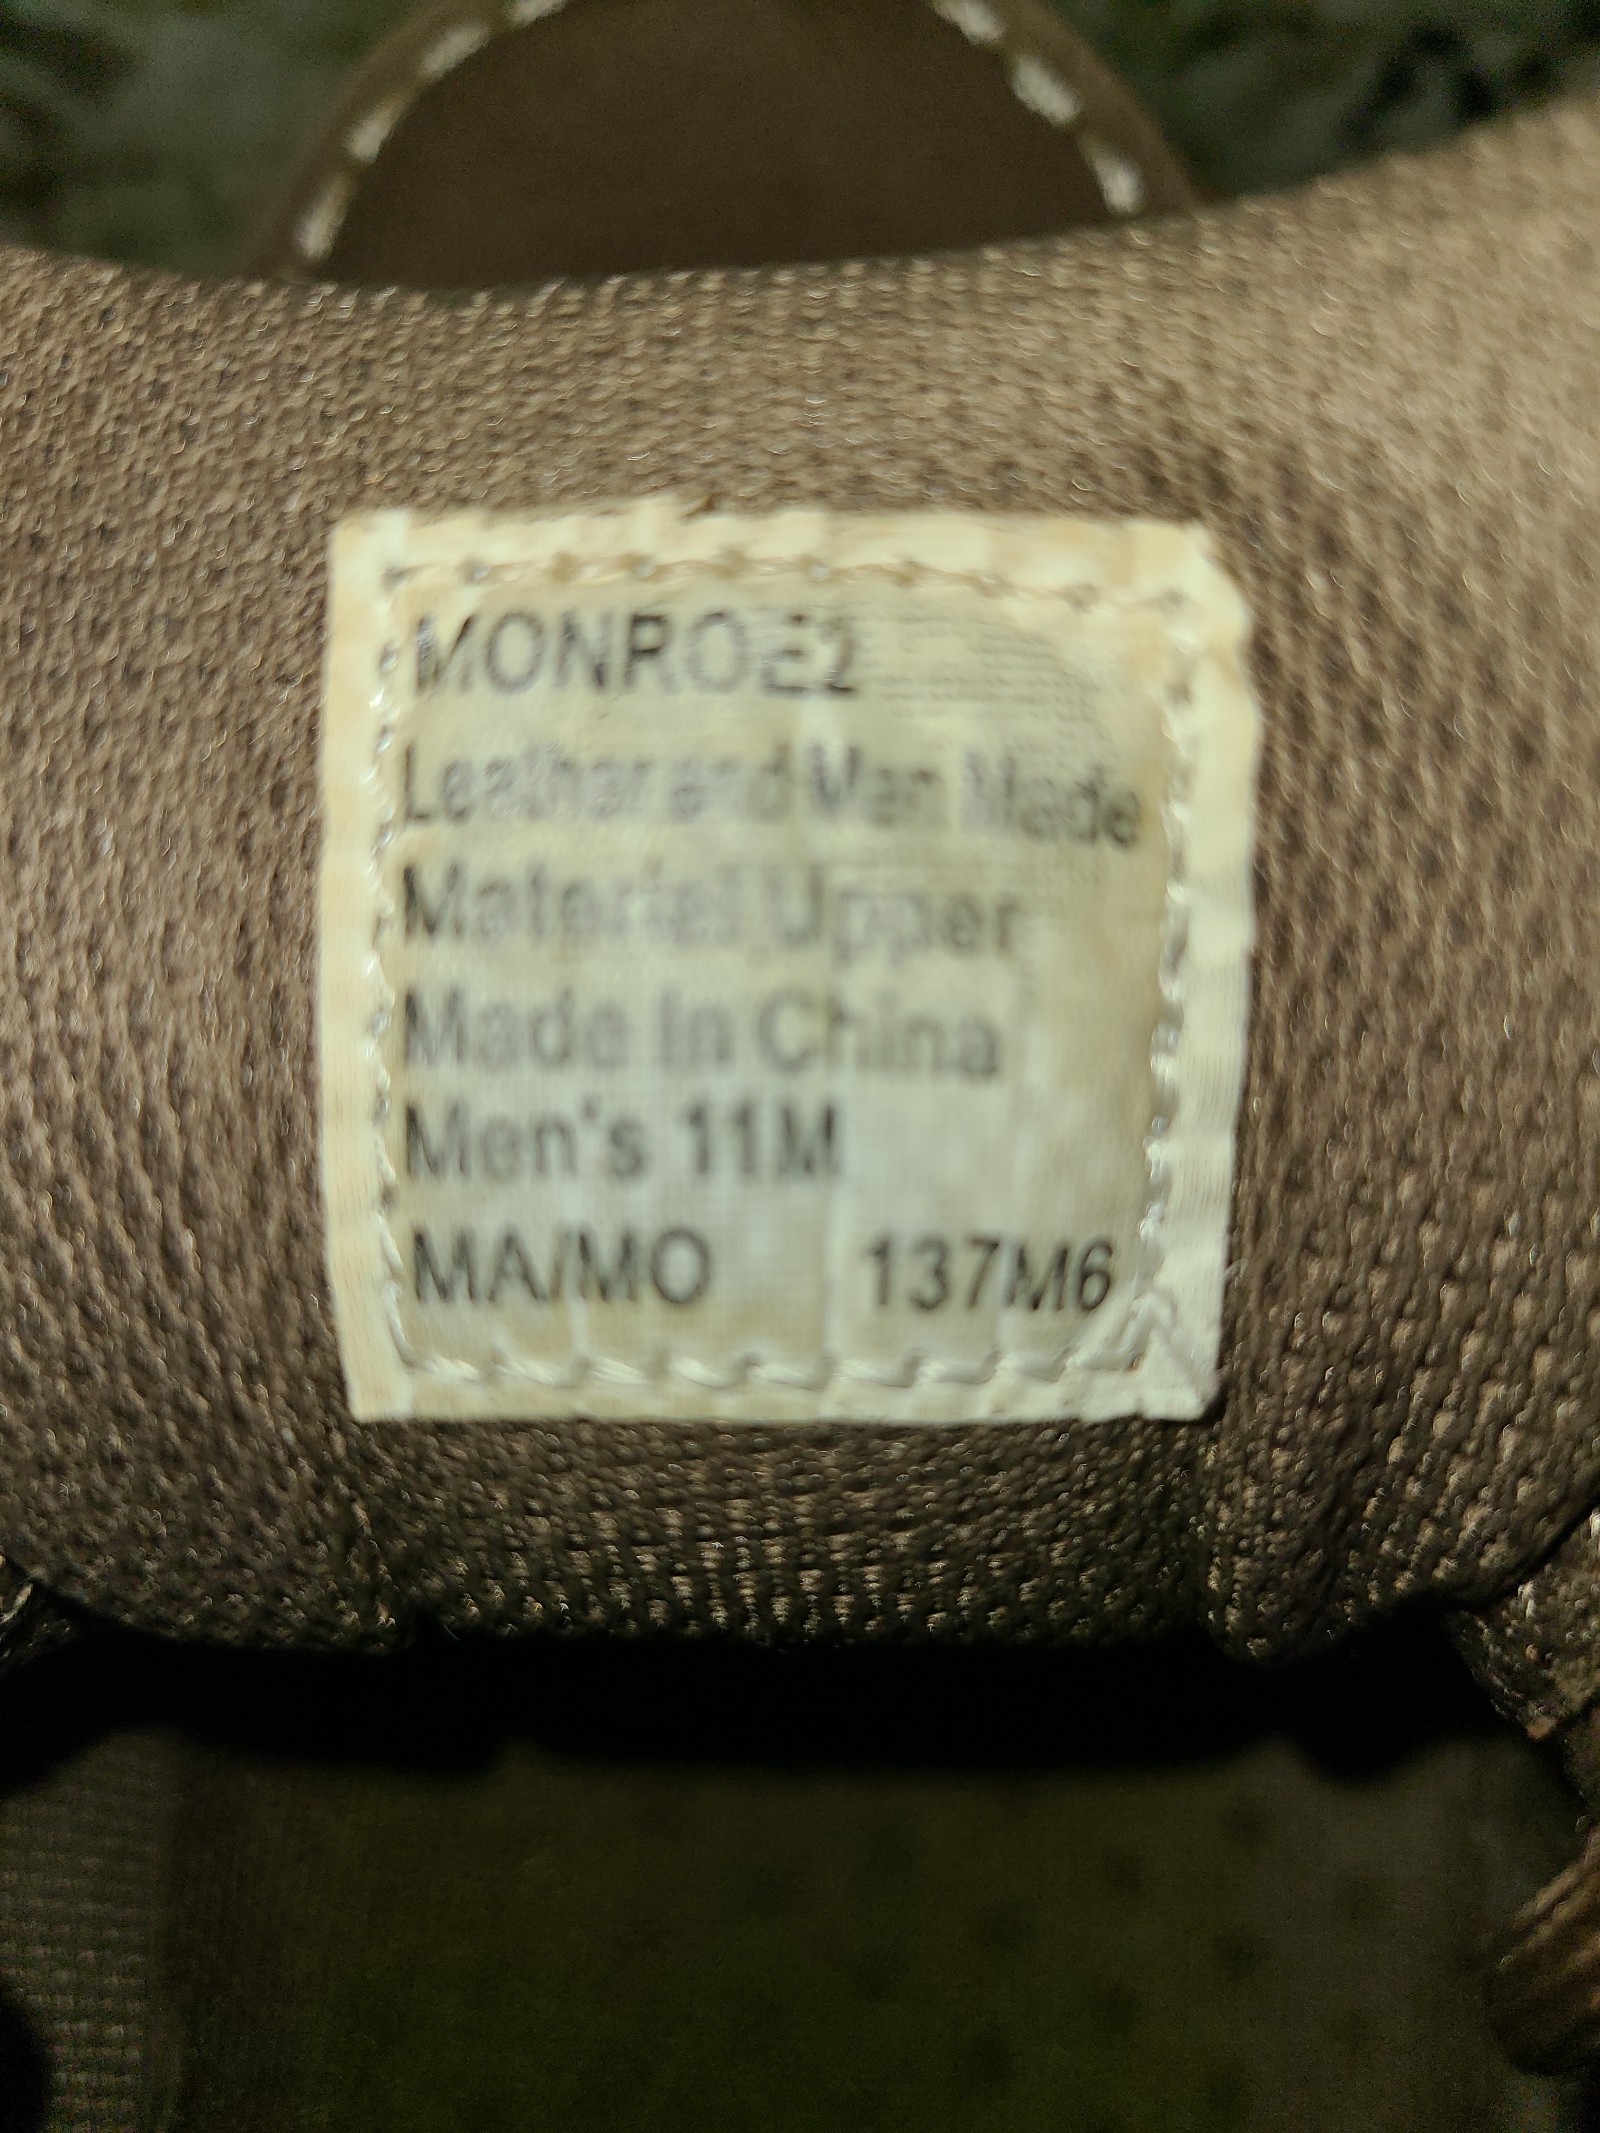 MONROE2
Leather and Man Made
Material Upper
Made In China
Men's 11M
MA/MO 137M6